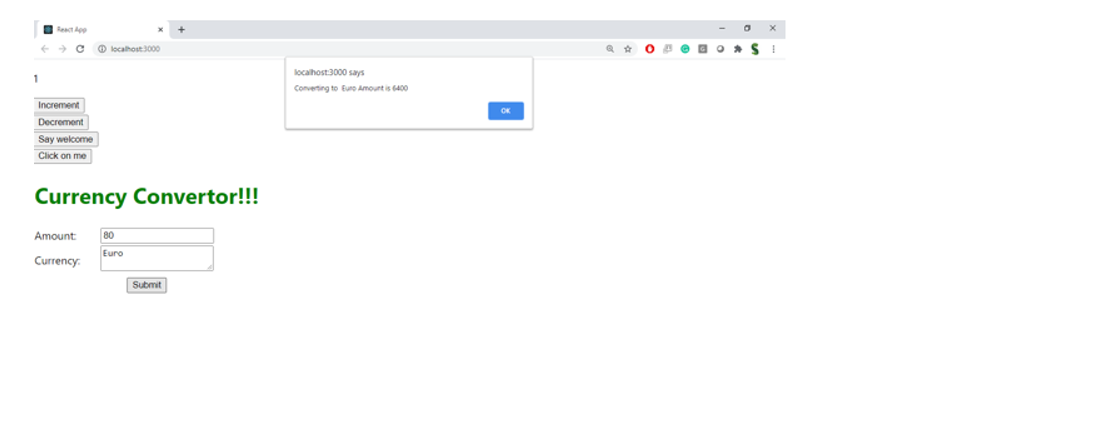 React App
localhost:3000
localhost:3000 says
Converting to Euro Amount is 6400
OK
1
Increment
Decrement
Say welcome
Click on me
Currency Convertor!!!
Amount: 80
Currency: Euro
Submit